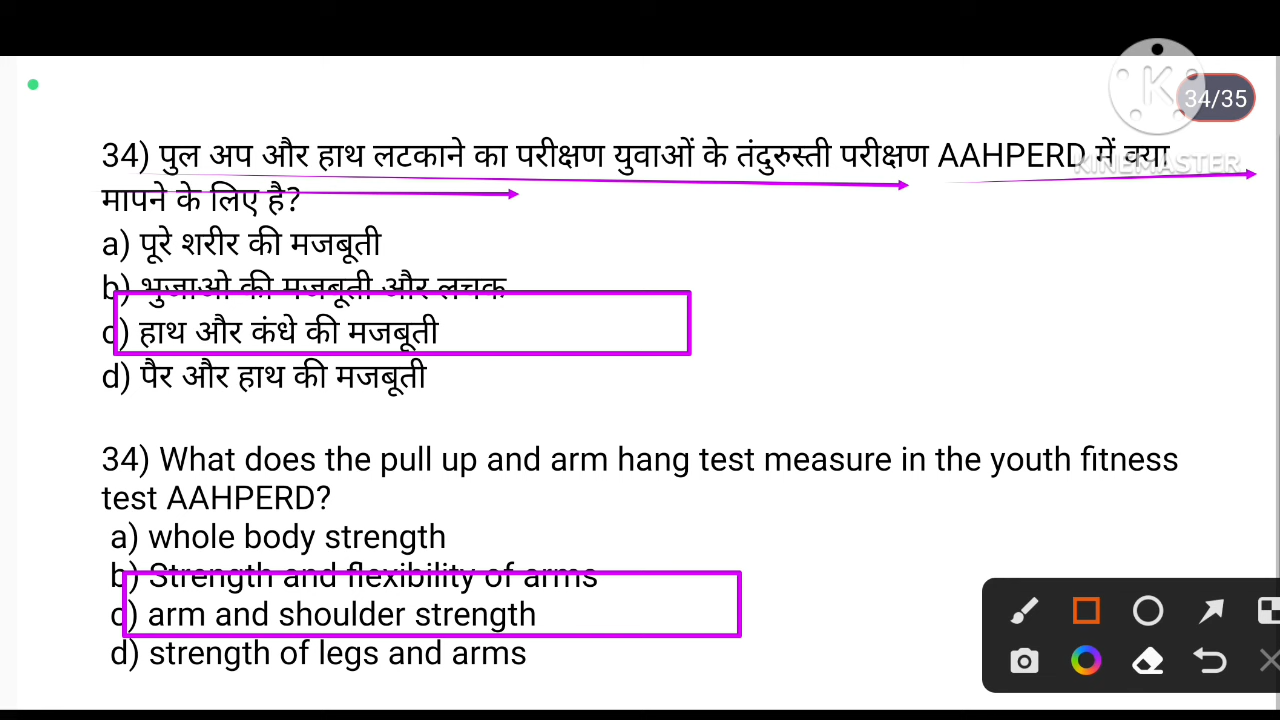 34/35
KINEMASTER
34) पुल अप और हाथ लटकाने का परीक्षण युवाओं के तंदुरुस्ती परीक्षण AAHPERD में क्या
मापने के लिए है?
a) पूरे शरीर की मजबूती
b) भुजाओ की मजबूती और लचक
c) हाथ और कंधे की मजबूती
d) पैर और हाथ की मजबूती
34) What does the pull up and arm hang test measure in the youth fitness
test AAHPERD?
a) whole body strength
b) Strength and flexibility of arms
c) arm and shoulder strength
d) strength of legs and arms